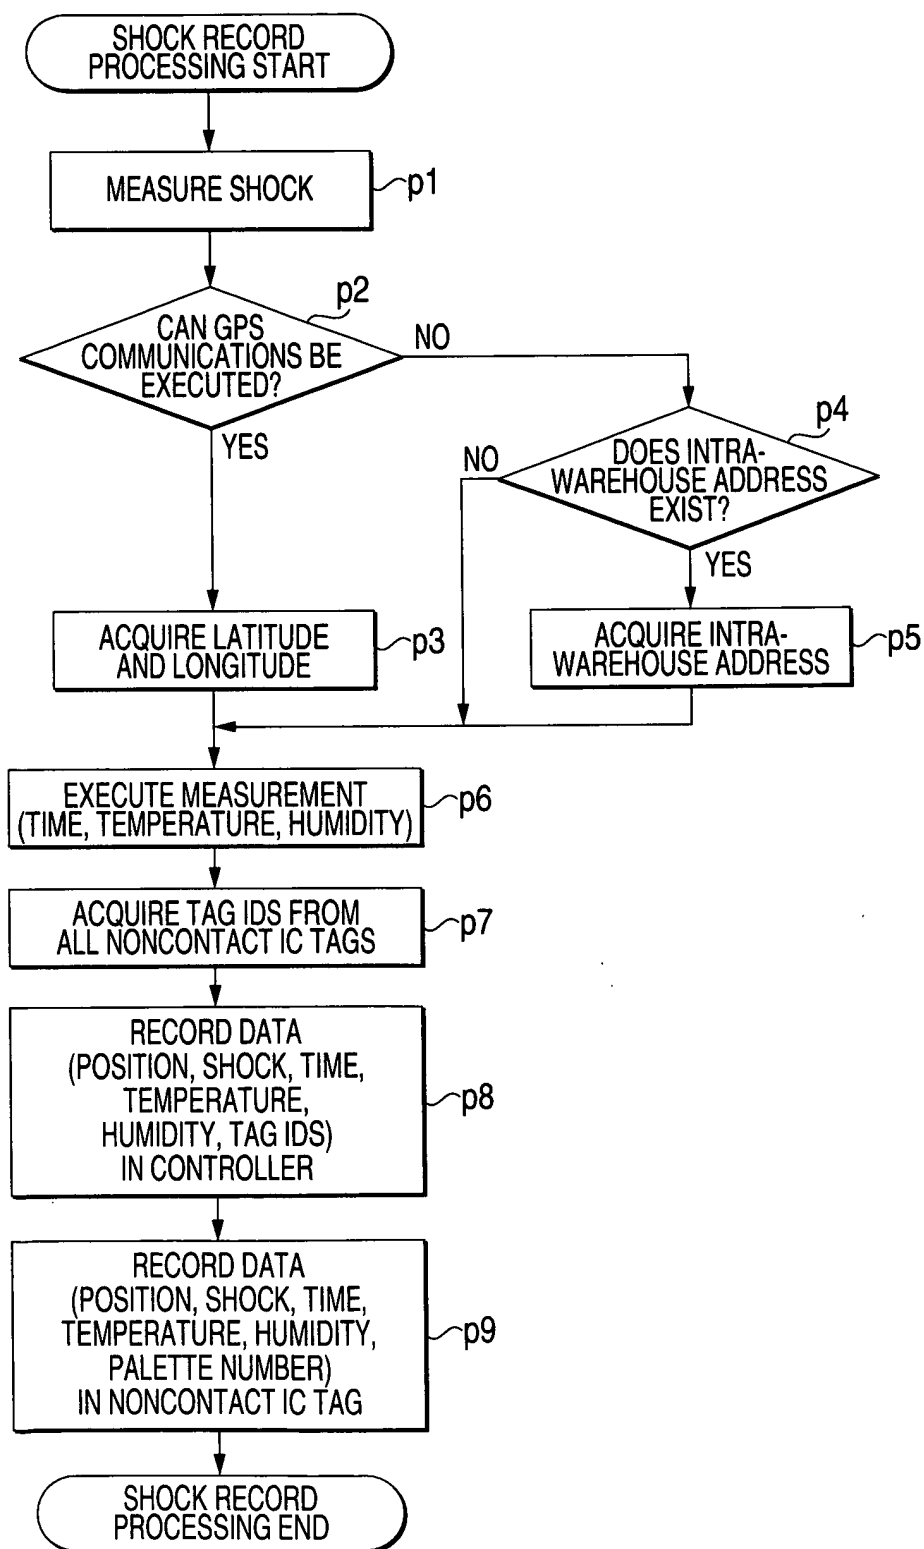 SHOCK RECORD
PROCESSING START
MEASURE SHOCK
p1
p2
CAN GPS
COMMUNICATIONS BE
EXECUTED?
NO
YES
p4
DOES INTRA-
WAREHOUSE ADDRESS
EXIST?
NO
YES
ACQUIRE LATITUDE
AND LONGITUDE
p3
ACQUIRE INTRA-
WAREHOUSE ADDRESS
p5
EXECUTE MEASUREMENT
(TIME, TEMPERATURE, HUMIDITY)
p6
ACQUIRE TAG IDS FROM
ALL NONCONTACT IC TAGS
p7
RECORD DATA
(POSITION, SHOCK, TIME,
TEMPERATURE,
HUMIDITY, TAG IDS)
IN CONTROLLER
p8
RECORD DATA
(POSITION, SHOCK, TIME,
TEMPERATURE, HUMIDITY,
PALETTE NUMBER)
IN NONCONTACT IC TAG
p9
SHOCK RECORD
PROCESSING END